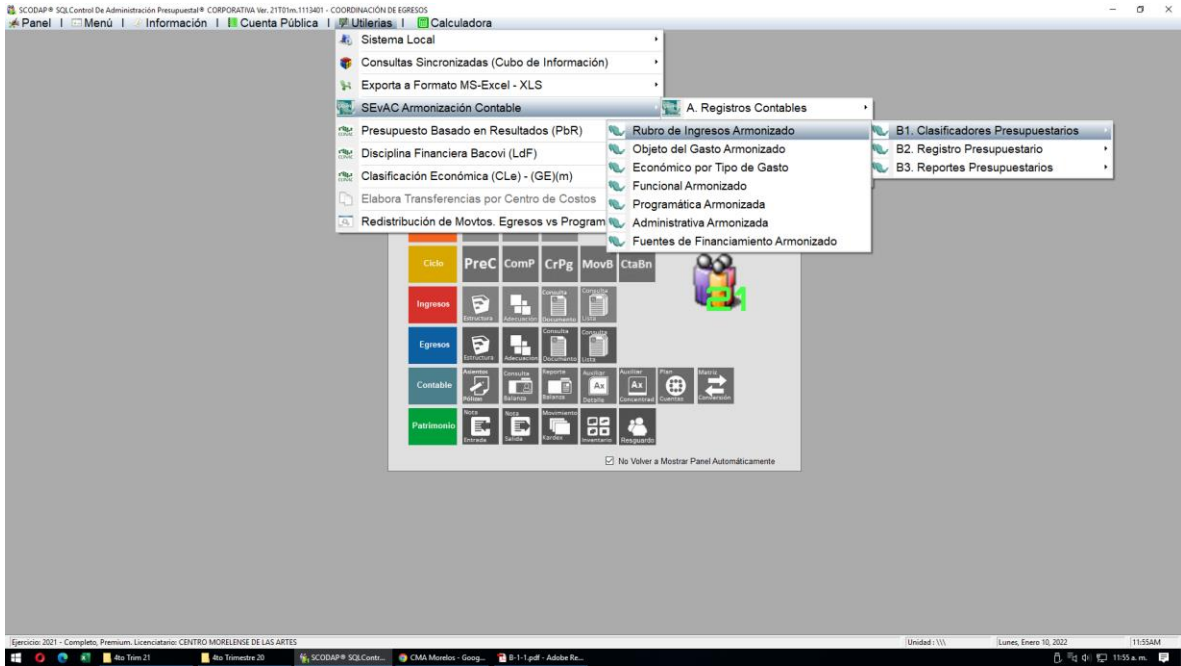 SCODAP® SQLControl De Administración Presupuestal® CORPORATIVA Ver. 21T01m.1113401 - COORDINACIÓN DE EGRESOS
Panel | Menú | Información | Cuenta Pública | Utilerias | Calculadora
Sistema Local
Consultas Sincronizadas (Cubo de Información)
Exporta a Formato MS-Excel - XLS
SEvAC Armonización Contable
Presupuesto Basado en Resultados (PbR)
Disciplina Financiera Bacovi (LdF)
Clasificación Económica (CLe) - (GE)(m)
Elabora Transferencias por Centro de Costos
Redistribución de Movtos. Egresos vs Program
A. Registros Contables
Rubro de Ingresos Armonizado
Objeto del Gasto Armonizado
Económico por Tipo de Gasto
Funcional Armonizado
Programática Armonizada
Administrativa Armonizada
Fuentes de Financiamiento Armonizado
B1. Clasificadores Presupuestarios
B2. Registro Presupuestario
B3. Reportes Presupuestarios
Ciclo PreC ComP CrPg MovB CtaBn
21
Ingresos Estructura Adecuación Consulta Documento Consulta Lista
Egresos Estructura Adecuación Consulta Documento Consulta Lista
Contable Asientos Pólizas Consulta Balanza Reporte Balanza Auxiliar Ax Detalle Auxiliar Ax Concentrad Plan Cuentas Matriz Conversión
Patrimonio Nota Entrada Nota Salida Movimiento Kardex Inventario Resguardo
No Volver a Mostrar Panel Automáticamente
Ejercicio: 2021 - Completo, Premium. Licenciatario: CENTRO MORELENSE DE LAS ARTES Unidad : \\\ Lunes, Enero 10, 2022 11:55AM
4to Trim 21 4to Trimestre 20 SCODAP® SQLContr... CMA Morelos - Goog... B-1-1.pdf - Adobe Re... 11:55 a. m.